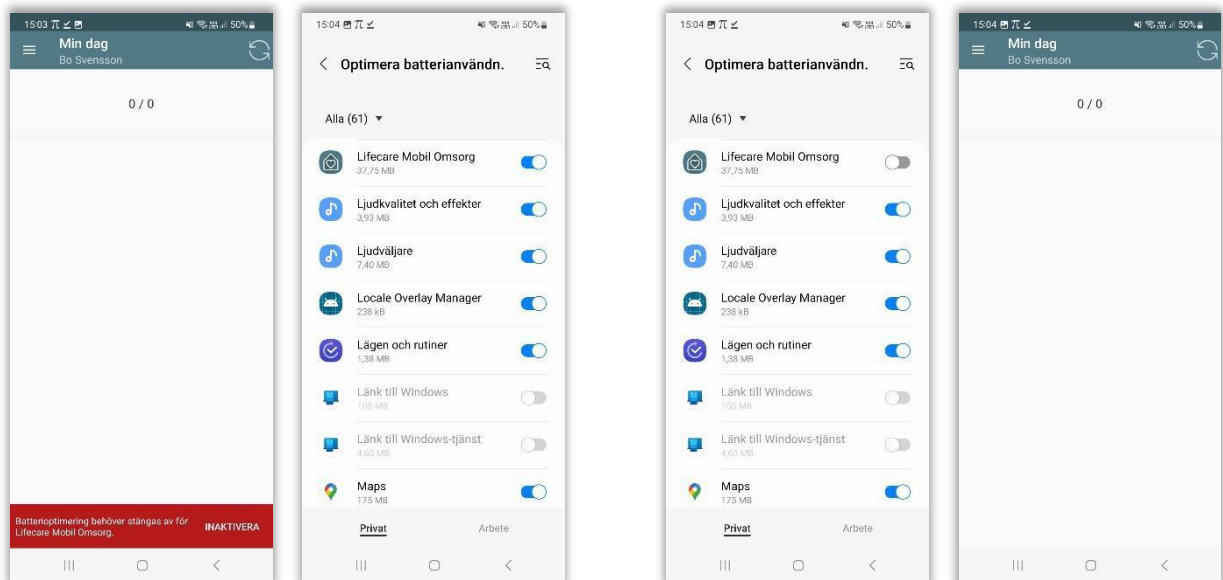 15:03
50%
Min dag
Bo Svensson
0 / 0
Batterioptimering behöver stängas av för
Lifecare Mobil Omsorg.
INAKTIVERA
15:04
50%
Optimera batterianvändn.
Alla (61)
Lifecare Mobil Omsorg
37,75 MB
Ljudkvalitet och effekter
3,93 MB
Ljudväljare
7,40 MB
Locale Overlay Manager
238 kB
Lägen och rutiner
1,38 MB
Länk till Windows
105 MB
Länk till Windows-tjänst
4,65 MB
Maps
175 MB
Privat
Arbete
15:04
50%
Optimera batterianvändn.
Alla (61)
Lifecare Mobil Omsorg
37,75 MB
Ljudkvalitet och effekter
3,93 MB
Ljudväljare
7,40 MB
Locale Overlay Manager
238 kB
Lägen och rutiner
1,38 MB
Länk till Windows
105 MB
Länk till Windows-tjänst
4,65 MB
Maps
175 MB
Privat
Arbete
15:04
50%
Min dag
Bo Svensson
0 / 0